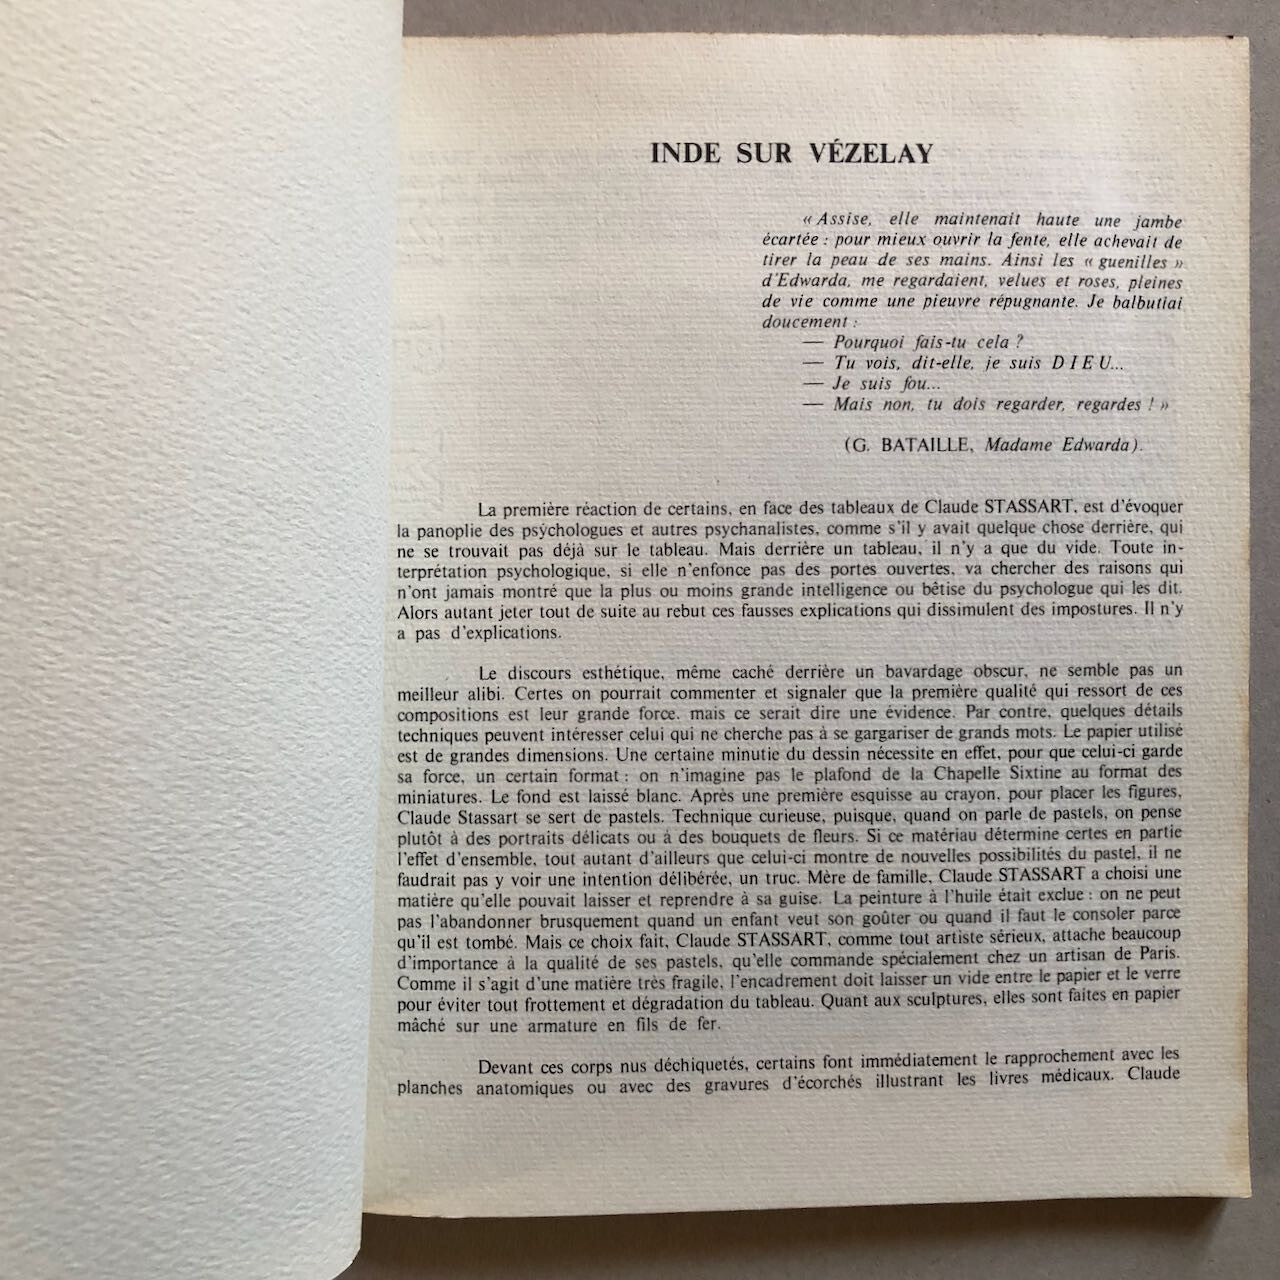 INDE SUR VÉZELAY
« Assise, elle maintenait haute une jambe
écartée : pour mieux ouvrir la fente, elle achevait de
tirer la peau de ses mains. Ainsi les « guenilles »
d'Edwarda, me regardaient, velues et roses, pleines
de vie comme une pieuvre répugnante. Je balbutiai
doucement :
— Pourquoi fais-tu cela ?
— Tu vois, dit-elle, je suis D I E U...
— Je suis fou...
— Mais non, tu dois regarder, regardes ! »
(G. BATAILLE, Madame Edwarda).
La première réaction de certains, en face des tableaux de Claude STASSART, est d'évoquer
la panoplie des psychologues et autres psychanalistes, comme s'il y avait quelque chose derrière, qui
ne se trouvait pas déjà sur le tableau. Mais derrière un tableau, il n'y a que du vide. Toute in-
terprétation psychologique, si elle n'enfonce pas des portes ouvertes, va chercher des raisons qui
n'ont jamais montré que la plus ou moins grande intelligence ou bêtise du psychologue qui les dit.
Alors autant jeter tout de suite au rebut ces fausses explications qui dissimulent des impostures. Il n'y
a pas d'explications.
Le discours esthétique, même caché derrière un bavardage obscur, ne semble pas un
meilleur alibi. Certes on pourrait commenter et signaler que la première qualité qui ressort de ces
compositions est leur grande force, mais ce serait dire une évidence. Par contre, quelques détails
techniques peuvent intéresser celui qui ne cherche pas à se gargariser de grands mots. Le papier utilisé
est de grandes dimensions. Une certaine minutie du dessin nécessite en effet, pour que celui-ci garde
sa force, un certain format : on n'imagine pas le plafond de la Chapelle Sixtine au format des
miniatures. Le fond est laissé blanc. Après une première esquisse au crayon, pour placer les figures,
Claude Stassart se sert de pastels. Technique curieuse, puisque, quand on parle de pastels, on pense
plutôt à des portraits délicats ou à des bouquets de fleurs. Si ce matériau détermine certes en partie
l'effet d'ensemble, tout autant d'ailleurs que celui-ci montre de nouvelles possibilités du pastel, il ne
faudrait pas y voir une intention délibérée, un truc. Mère de famille, Claude STASSART a choisi une
matière qu'elle pouvait laisser et reprendre à sa guise. La peinture à l'huile était exclue : on ne peut
pas l'abandonner brusquement quand un enfant veut son goûter ou quand il faut le consoler parce
qu'il est tombé. Mais ce choix fait, Claude STASSART, comme tout artiste sérieux, attache beaucoup
d'importance à la qualité de ses pastels, qu'elle commande spécialement chez un artisan de Paris.
Comme il s'agit d'une matière très fragile, l'encadrement doit laisser un vide entre le papier et le verre
pour éviter tout frottement et dégradation du tableau. Quant aux sculptures, elles sont faites en papier
mâché sur une armature en fils de fer.
Devant ces corps nus déchiquetés, certains font immédiatement le rapprochement avec les
planches anatomiques ou avec des gravures d'écorchés illustrant les livres médicaux. Claude